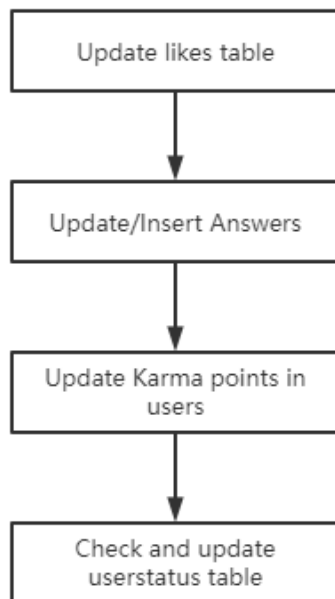 Update likes table
Update/Insert Answers
Update Karma points in
users
Check and update
userstatus table